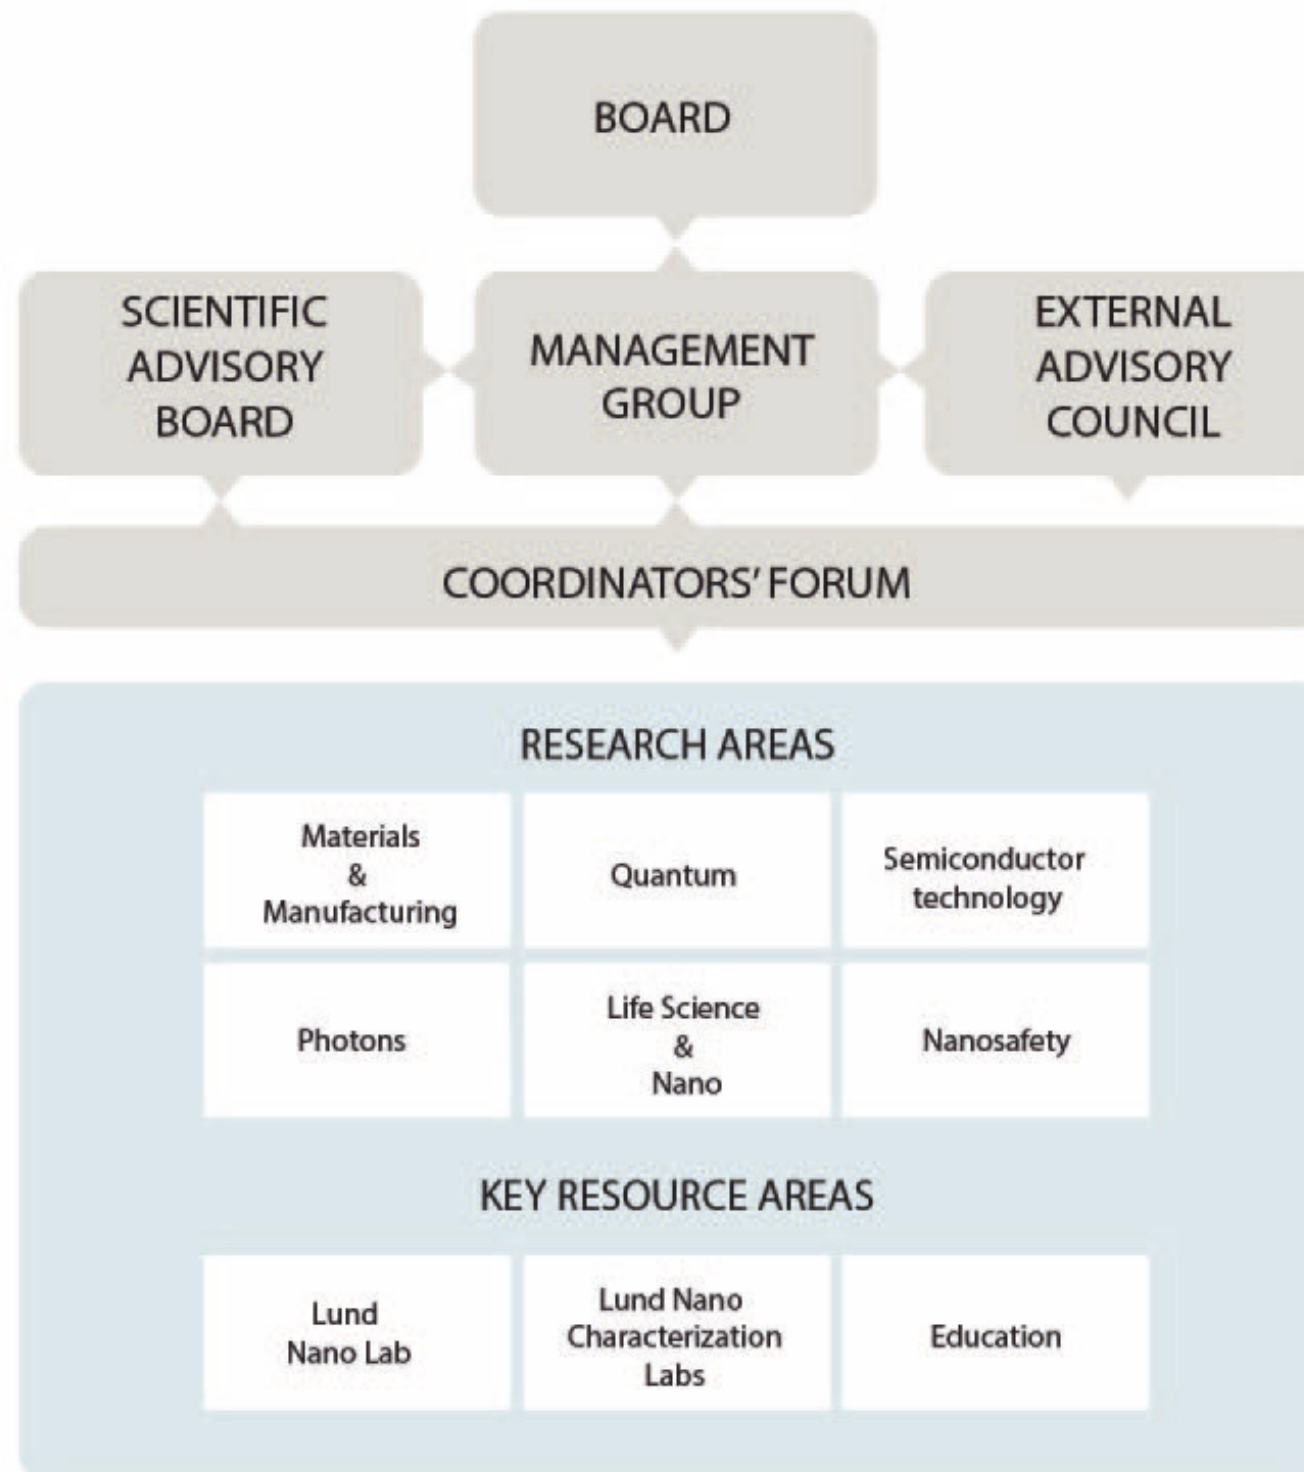 BOARD
SCIENTIFIC
ADVISORY
BOARD
MANAGEMENT
GROUP
EXTERNAL
ADVISORY
COUNCIL
COORDINATORS' FORUM
RESEARCH AREAS
Materials
&
Manufacturing
Quantum
Semiconductor
technology
Photons
Life Science
&
Nano
Nanosafety
KEY RESOURCE AREAS
Lund
Nano Lab
Lund Nano
Characterization
Labs
Education